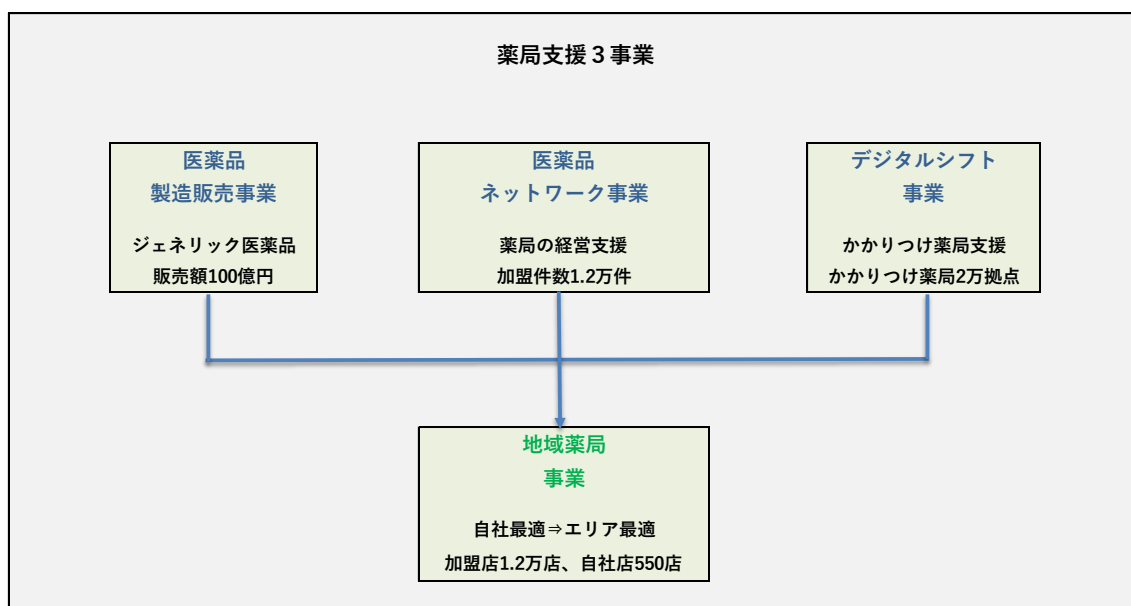 薬局支援３事業
医薬品
製造販売事業
ジェネリック医薬品
販売額100億円
医薬品
ネットワーク事業
薬局の経営支援
加盟件数1.2万件
デジタルシフト
事業
かかりつけ薬局支援
かかりつけ薬局2万拠点
地域薬局
事業
自社最適⇒エリア最適
加盟店1.2万店、自社店550店